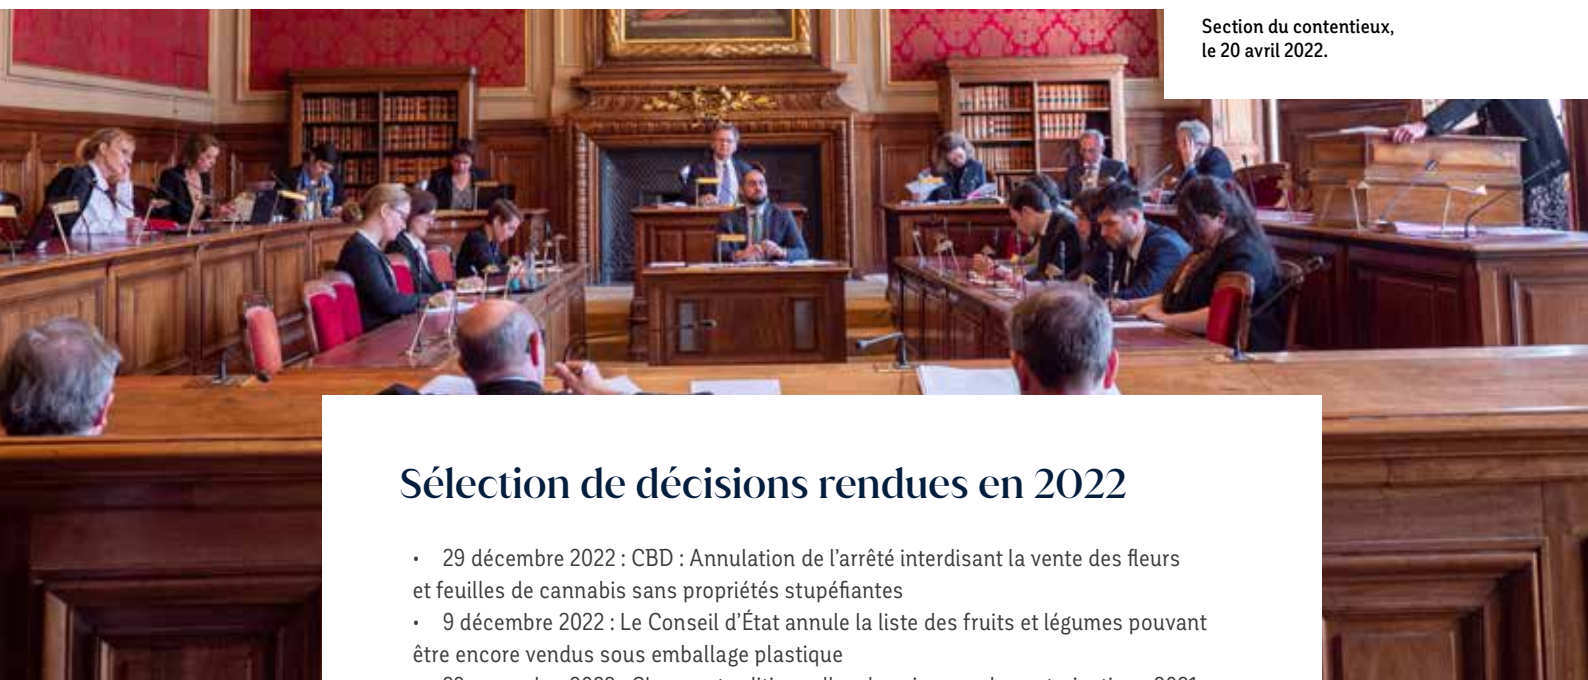 Section du contentieux,
le 20 avril 2022.
Sélection de décisions rendues en 2022
• 29 décembre 2022 : CBD : Annulation de l’arrêté interdisant la vente des fleurs
et feuilles de cannabis sans propriétés stupéfiantes
• 9 décembre 2022 : Le Conseil d’État annule la liste des fruits et légumes pouvant
être encore vendus sous emballage plastique